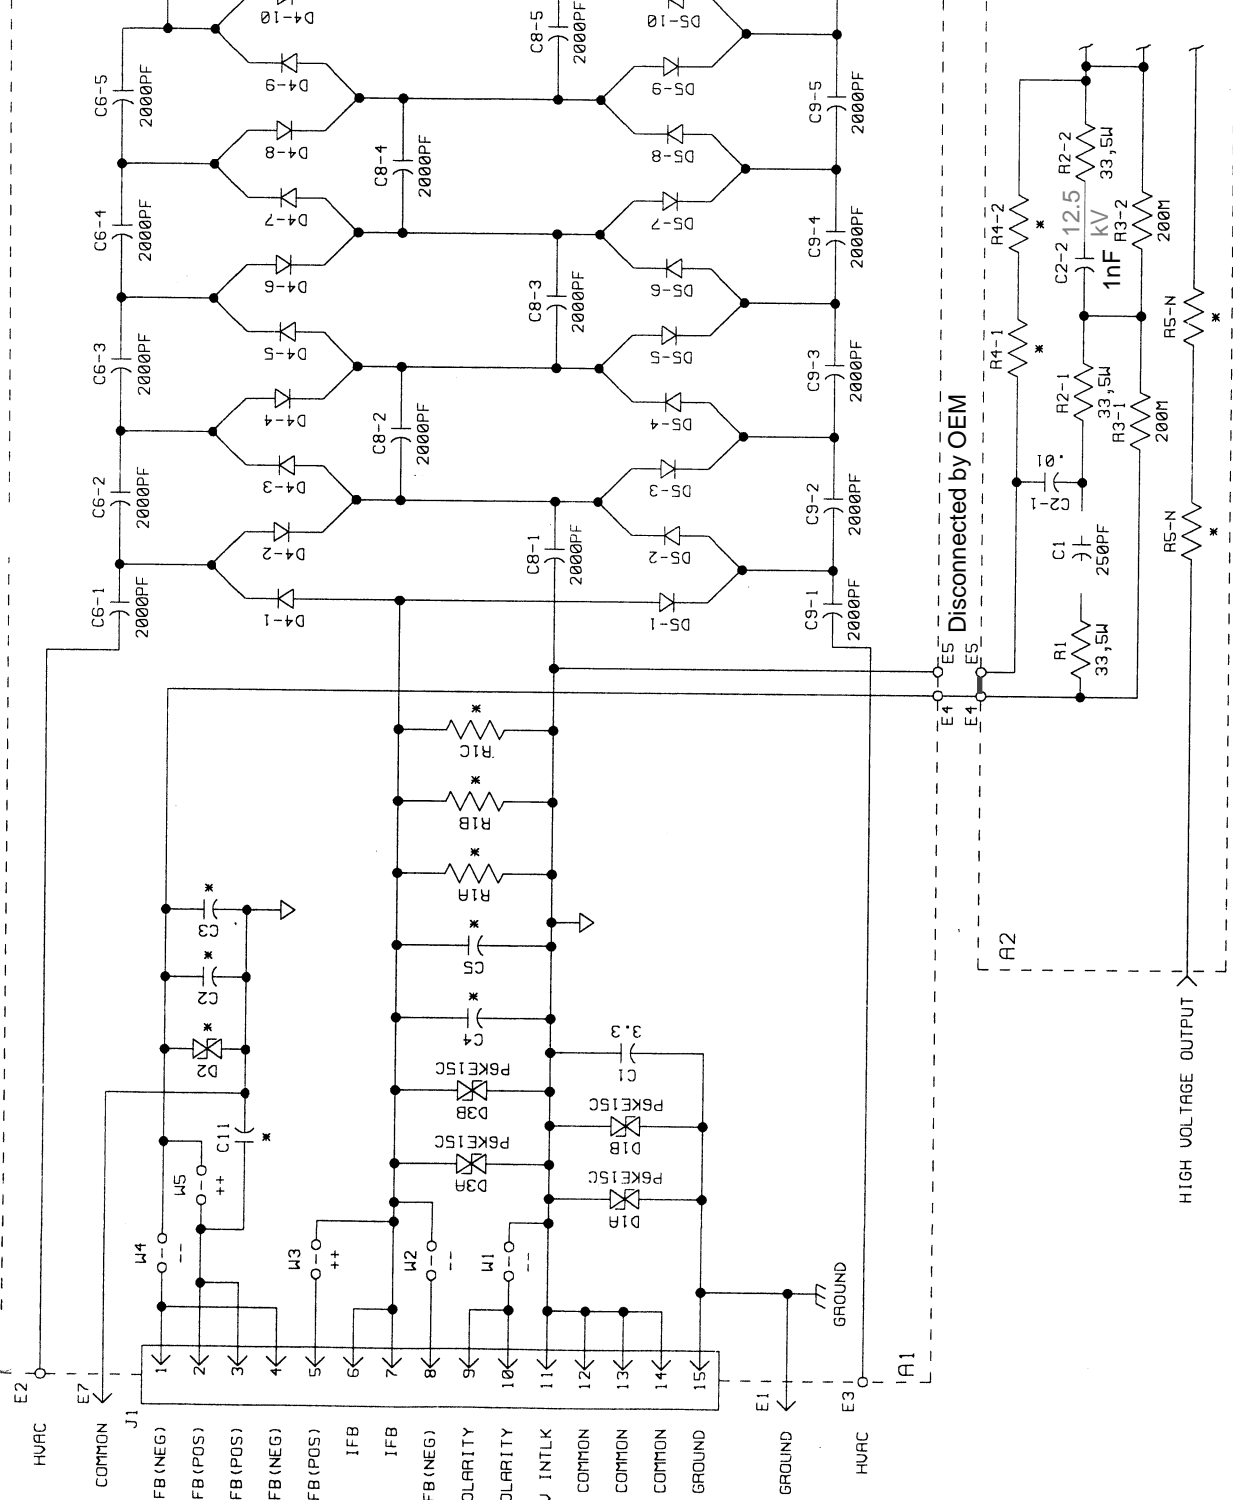 D4-10
C8-5
2000PF
D5-10
C6-5
2000PF
D4-9
D5-9
C9-5
2000PF
D4-8
C8-4
2000PF
D5-8
R2-2
33,5W
C6-4
2000PF
D4-7
D5-7
C9-4
2000PF
R4-2
*
12.5
kV
C2-2
1nF
R3-2
200M
D4-6
C8-3
2000PF
D5-6
R5-N
*
C6-3
2000PF
D4-5
D5-5
C9-3
2000PF
R4-1
*
R2-1
33,5W
R3-1
200M
D4-4
C8-2
2000PF
D5-4
Disconnected by OEM
C6-2
2000PF
D4-3
D5-3
C9-2
2000PF
.01
C2-1
D4-2
C8-1
2000PF
D5-2
C1
250PF
R5-N
*
C6-1
2000PF
D4-1
D5-1
C9-1
2000PF
E5
E5
R1
33,5W
E4
E4
*
R1C
*
R1B
*
R1A
*
C3
*
C5
*
C2
*
C4
*
D2
3.3
C1
P6KE15C
D3B
P6KE15C
D1B
P6KE15C
D3A
P6KE15C
D1A
C11
*
W5
++
W4
--
W3
++
W2
--
W1
--
A2
HIGH VOLTAGE OUTPUT
GROUND
A1
E2
HVAC
E7
COMMON
J1
1
2
3
4
5
6
7
8
9
10
11
12
13
14
15
E1
GROUND
E3
HVAC
FB(NEG)
FB(POS)
FB(POS)
FB(NEG)
FB(POS)
IFB
IFB
FB(NEG)
OLARITY
OLARITY
INTLK
COMMON
COMMON
COMMON
GROUND